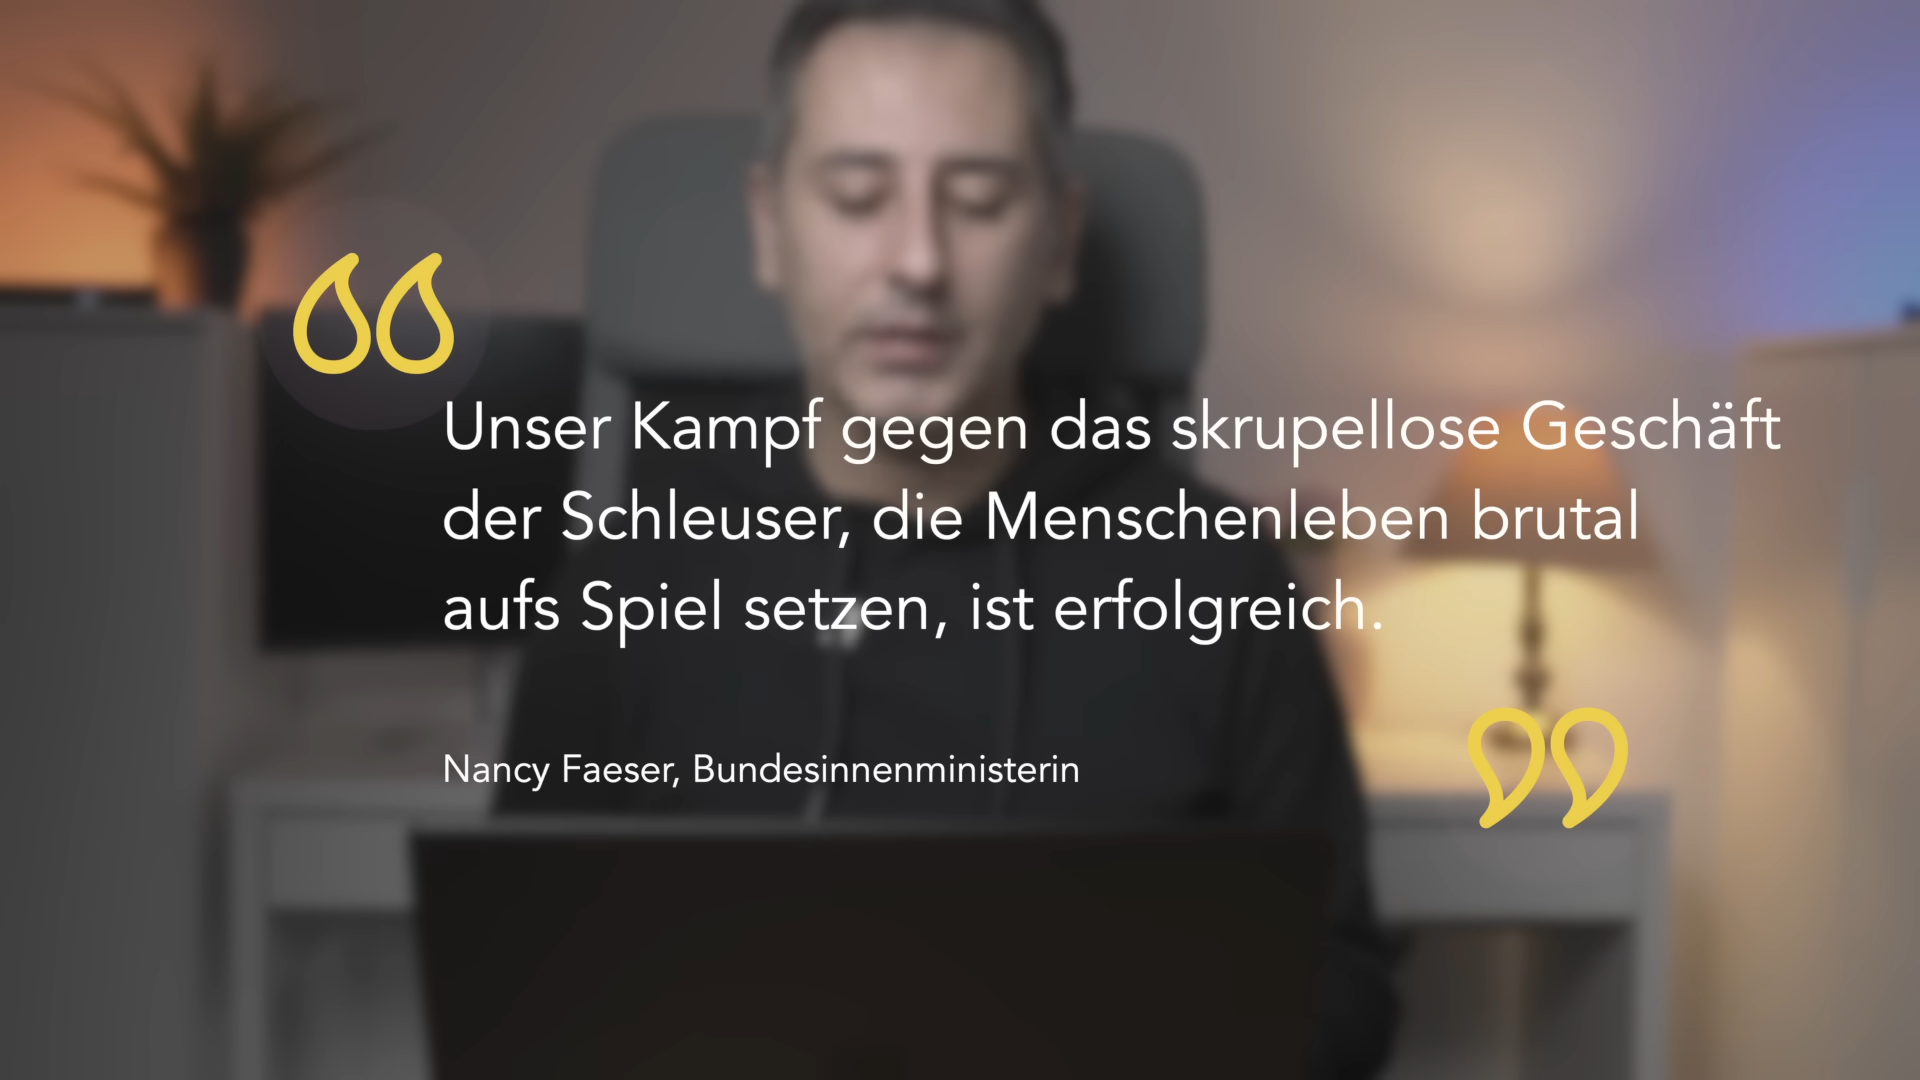 Unser Kampf gegen das skrupellose Geschäft
der Schleuser, die Menschenleben brutal
aufs Spiel setzen, ist erfolgreich.
Nancy Faeser, Bundesinnenministerin